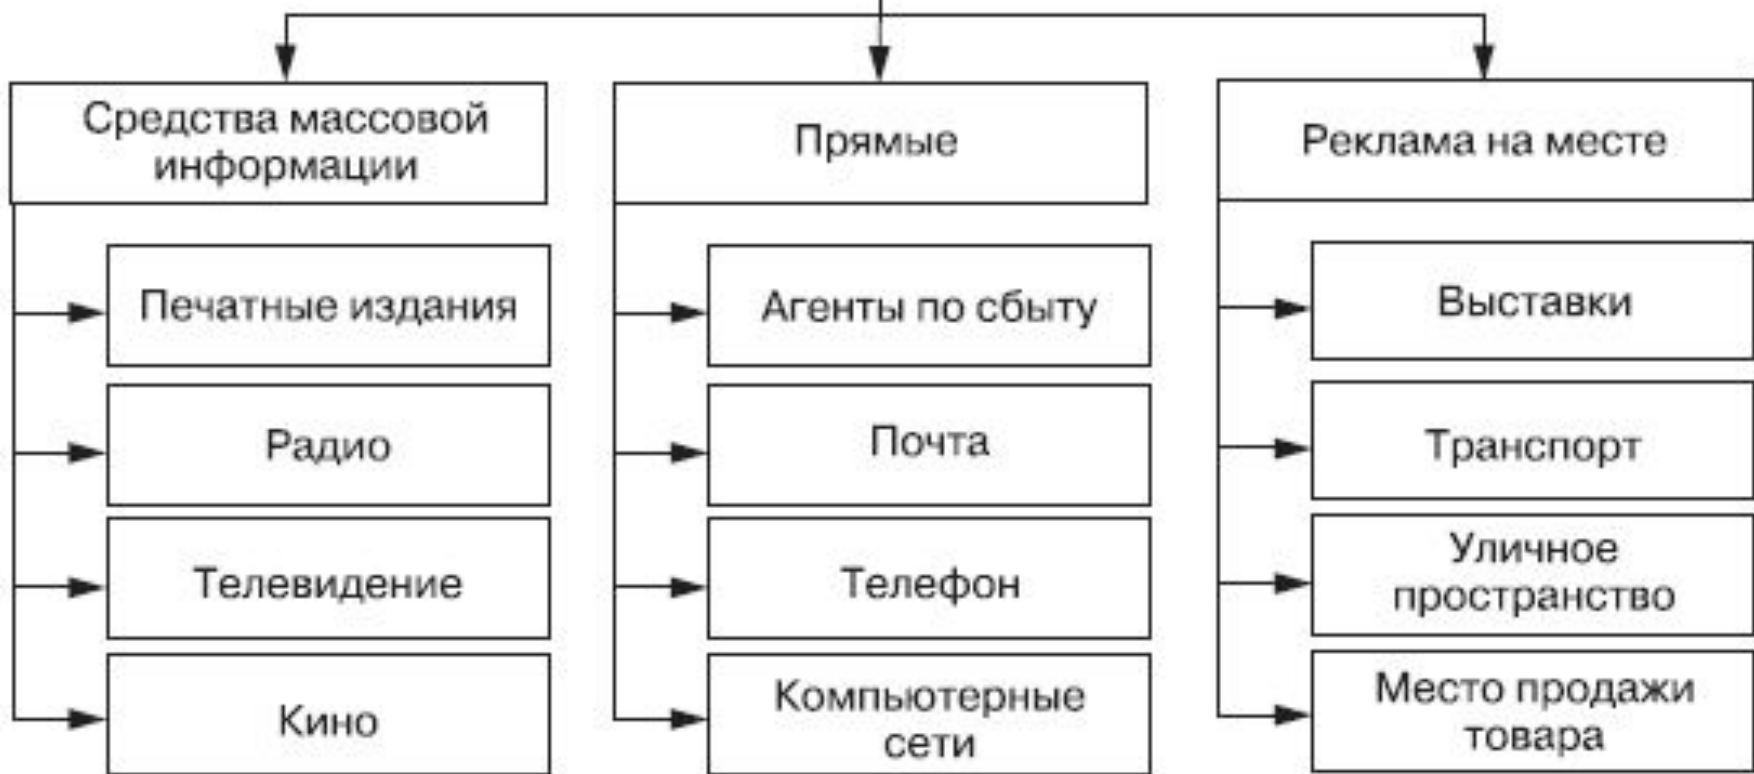 Средства массовой
информации
Печатные издания
Радио
Телевидение
Кино
Прямые
Агенты по сбыту
Почта
Телефон
Компьютерные
сети
Реклама на месте
Выставки
Транспорт
Уличное
пространство
Место продажи
товара